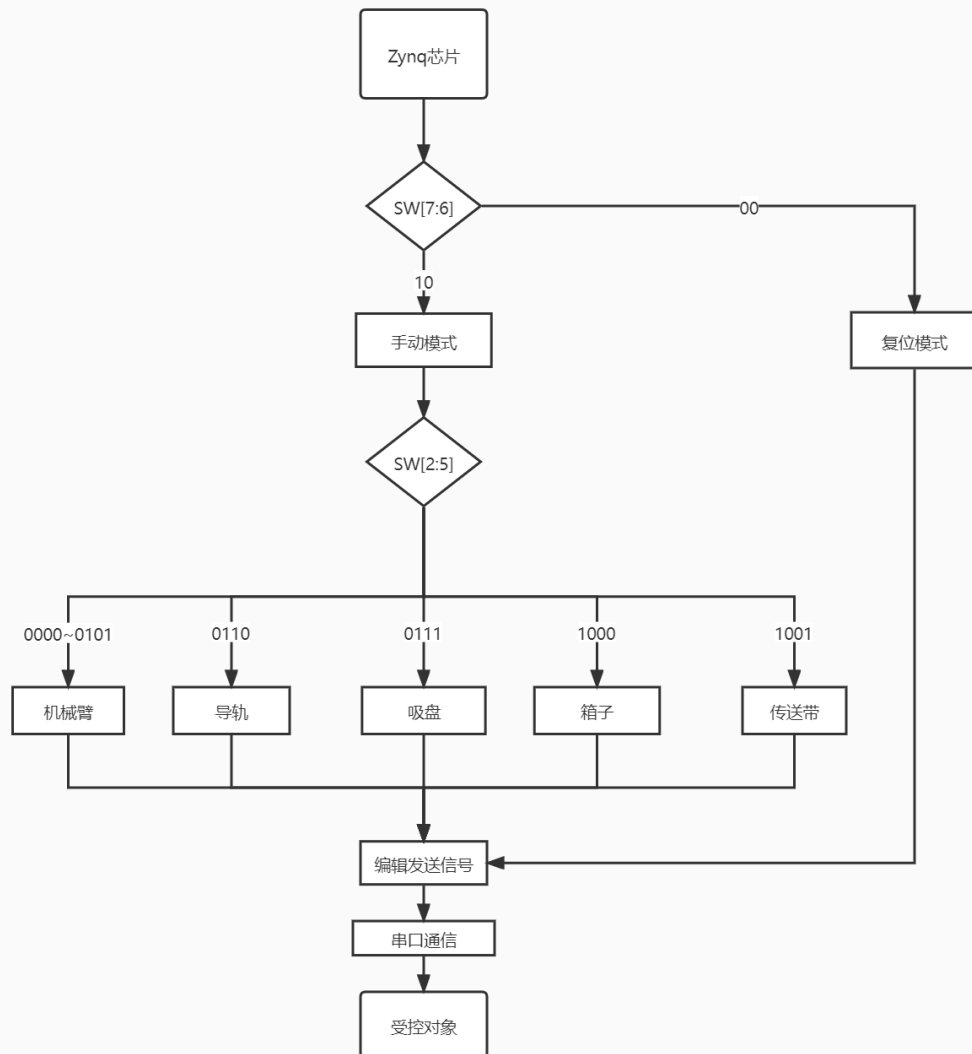 Zynq芯片
SW[7:6]
00
10
手动模式
复位模式
SW[2:5]
0000~0101
0110
0111
1000
1001
机械臂
导轨
吸盘
箱子
传送带
编辑发送信号
串口通信
受控对象